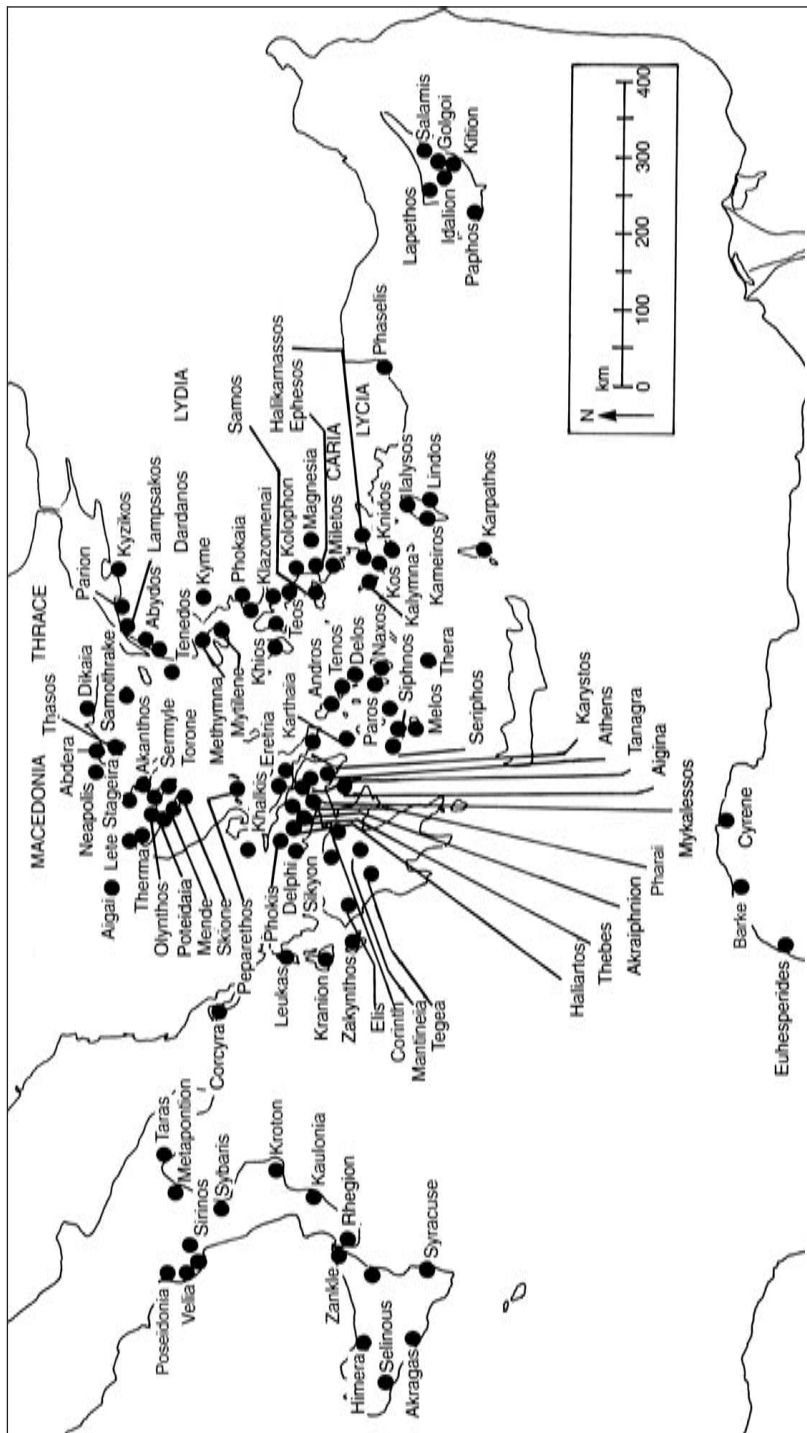 MACEDONIA
THRACE
LYDIA
CARIA
LYCIA
Poseidonia
Velia
Sirinos
Metapontion
Taras
Sybaris
Kroton
Kaulonia
Rhegion
Zankle
Himera
Selinous
Akragas
Syracuse
Corcyra
Aigai
Lete
Stageira
Neapolis
Abdera
Thasos
Dikaia
Samothrake
Akanthos
Sermyle
Torone
Therma
Olynthos
Poteidaia
Mende
Skione
Peparethos
Parion
Kyzikos
Lampsakos
Abydos
Dardanos
Tenedos
Kyme
Methymna
Mytilene
Phokaia
Klazomenai
Khios
Teos
Kolophon
Magnesia
Samos
Miletos
Halikarnassos
Ephesos
Phokis
Delphi
Sikyon
Khalkis
Eretria
Karthaia
Andros
Tenos
Delos
Naxos
Paros
Siphnos
Melos
Thera
Seriphos
Leukas
Kranion
Zakynthos
Elis
Corinth
Mantineia
Tegea
Haliartos
Thebes
Akraiphnion
Pharai
Mykalessos
Aigina
Tanagra
Athens
Karystos
Knidos
Kos
Kalymna
Ialysos
Lindos
Kameiros
Karpathos
Phaselis
Lapethos
Salamis
Golgoi
Idalion
Kition
Paphos
Cyrene
Barke
Euhesperides
N
km
0 100 200 300 400